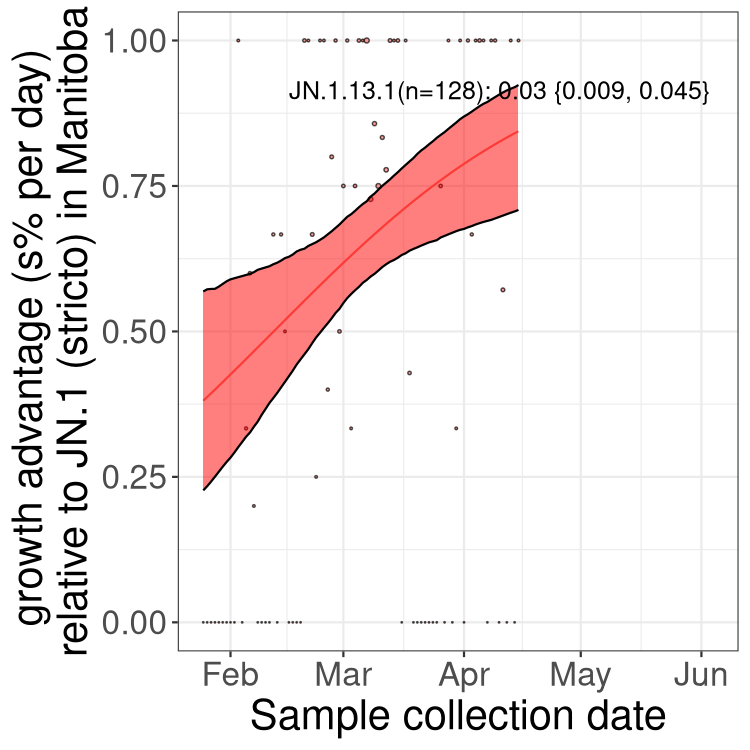 growth advantage (s% per day)
relative to JN.1 (stricto) in Manitoba
1.00
0.75
0.50
0.25
0.00
JN.1.13.1(n=128): 0.03 {0.009, 0.045}
Feb Mar Apr May Jun
Sample collection date